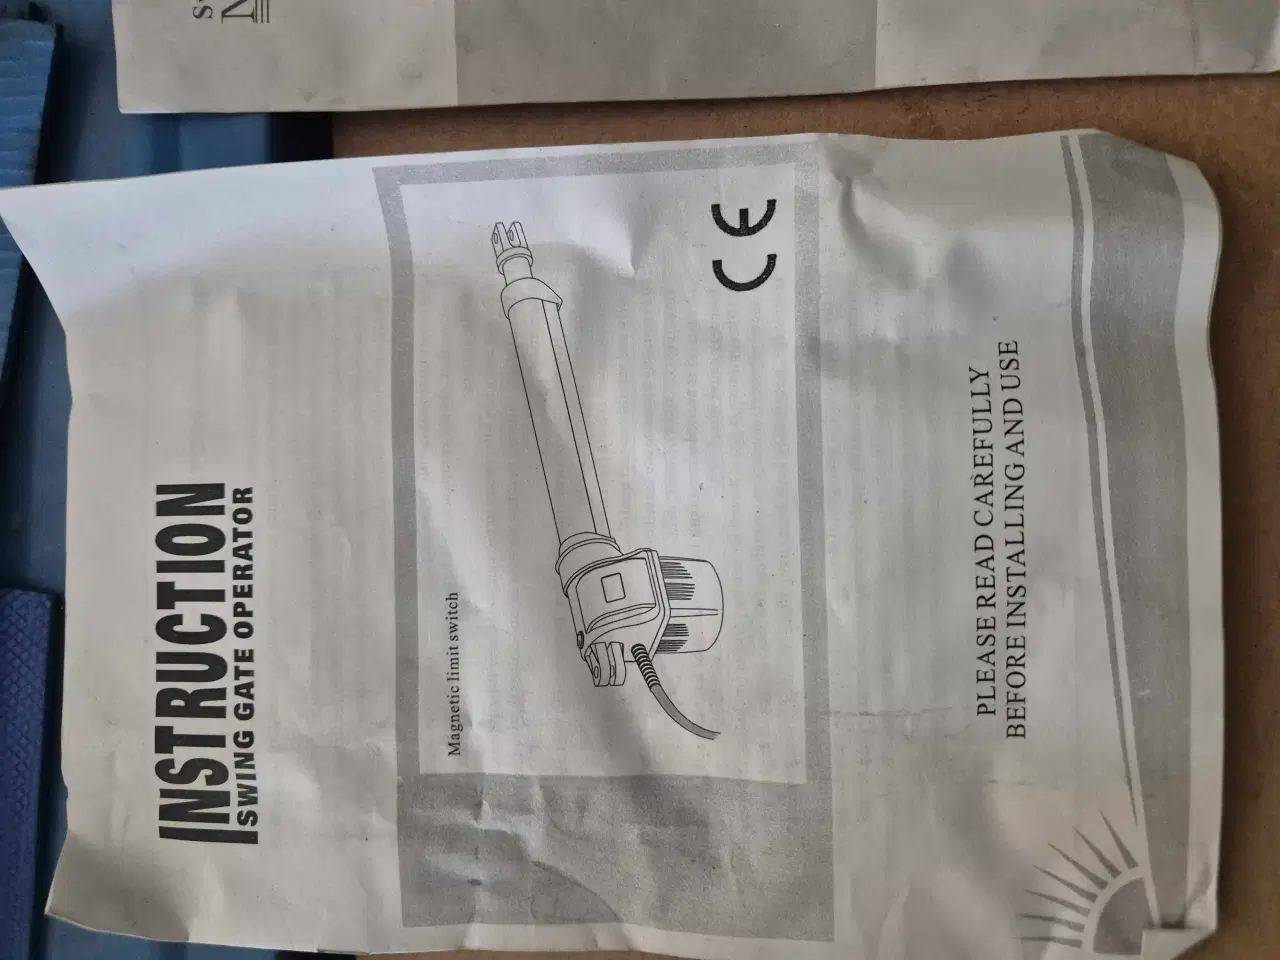 INSTRUCTION
SWING GATE OPERATOR
Magnetic limit switch
CE
PLEASE READ CAREFULLY
BEFORE INSTALLING AND USE